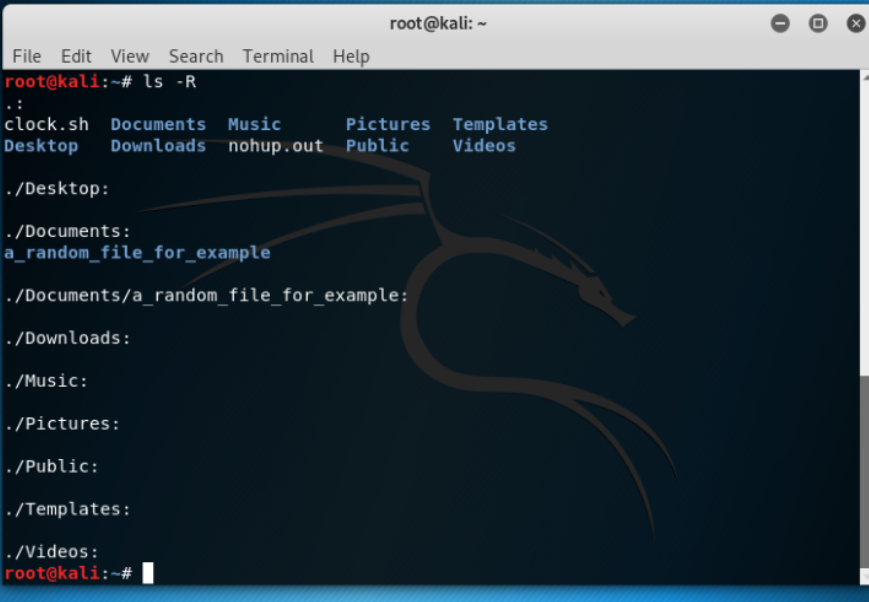 root@kali: ~
File Edit View Search Terminal Help
root@kali:~# ls -R
.:
clock.sh Documents Music Pictures Templates
Desktop Downloads nohup.out Public Videos
./Desktop:
./Documents:
a_random_file_for_example
./Documents/a_random_file_for_example:
./Downloads:
./Music:
./Pictures:
./Public:
./Templates:
./Videos:
root@kali:~#